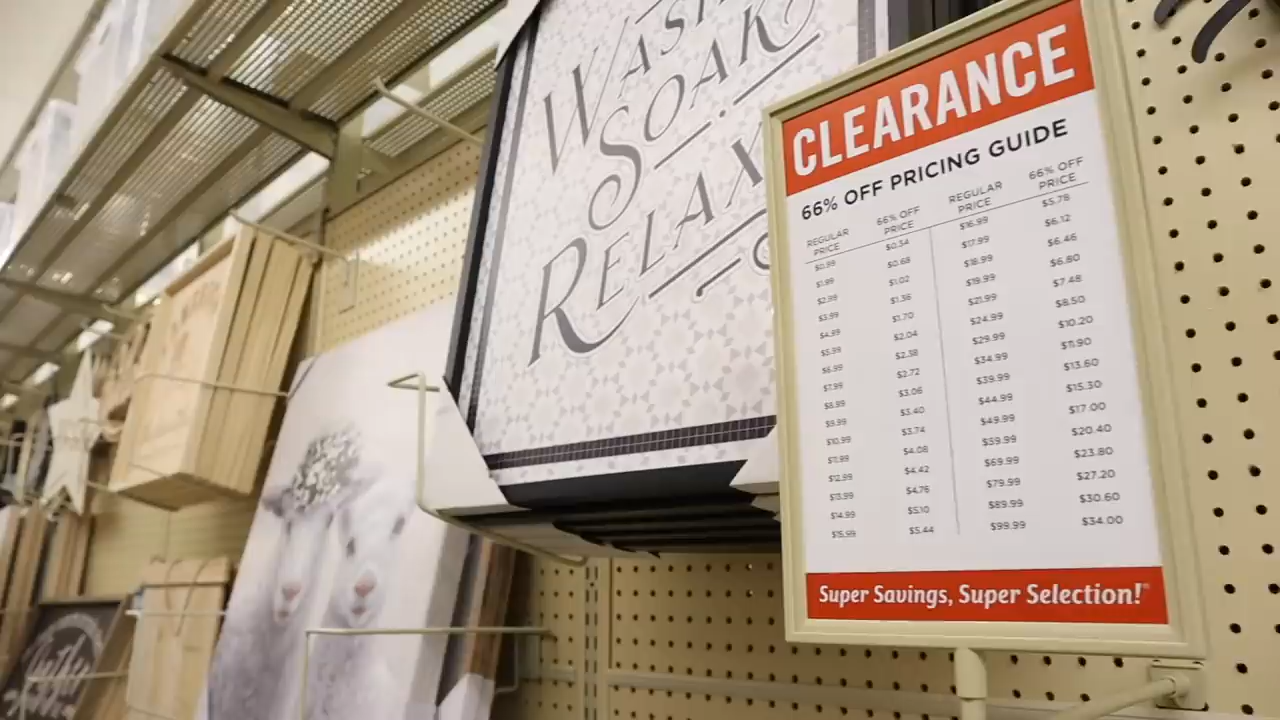 WASH
SOAK
RELAX
CLEARANCE
66% OFF PRICING GUIDE
REGULAR PRICE 66% OFF PRICE REGULAR PRICE 66% OFF PRICE
$0.99 $0.34 $16.99 $5.78
$1.99 $0.68 $17.99 $6.12
$2.99 $1.02 $18.99 $6.46
$3.99 $1.36 $19.99 $6.80
$4.99 $1.70 $21.99 $7.48
$5.99 $2.04 $24.99 $8.50
$6.99 $2.38 $29.99 $10.20
$7.99 $2.72 $34.99 $11.90
$8.99 $3.06 $39.99 $13.60
$9.99 $3.40 $44.99 $15.30
$10.99 $3.74 $49.99 $17.00
$11.99 $4.08 $59.99 $20.40
$12.99 $4.42 $69.99 $23.80
$13.99 $4.76 $79.99 $27.20
$14.99 $5.10 $89.99 $30.60
$15.99 $5.44 $99.99 $34.00
Super Savings, Super Selection!